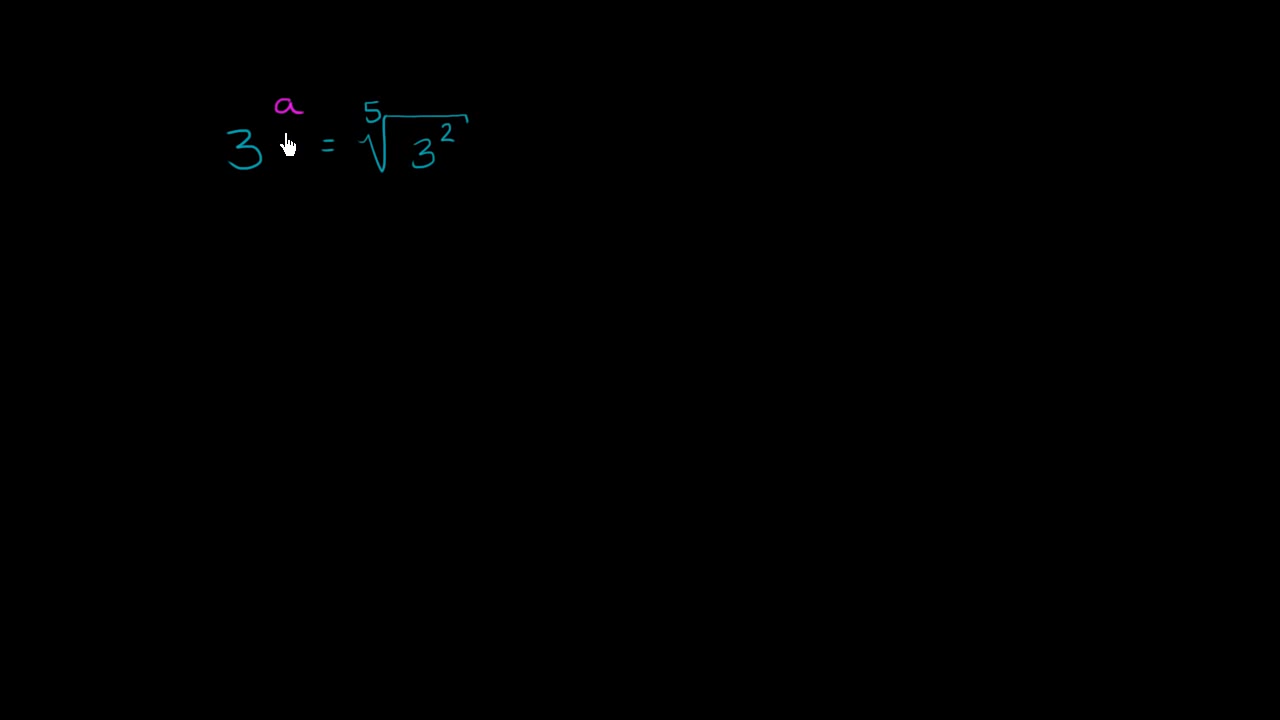 3^a = ⁵√(3²)